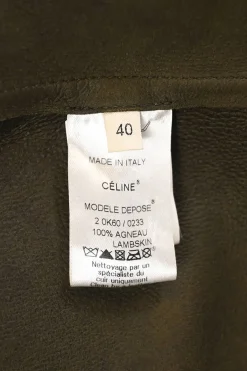 40
MADE IN ITALY
CÉLINE®
MODELE DEPOSE®
2 0K60 / 0233
100% AGNEAU
LAMBSKIN
Nettoyage par un
spécialiste du
cuir uniquement